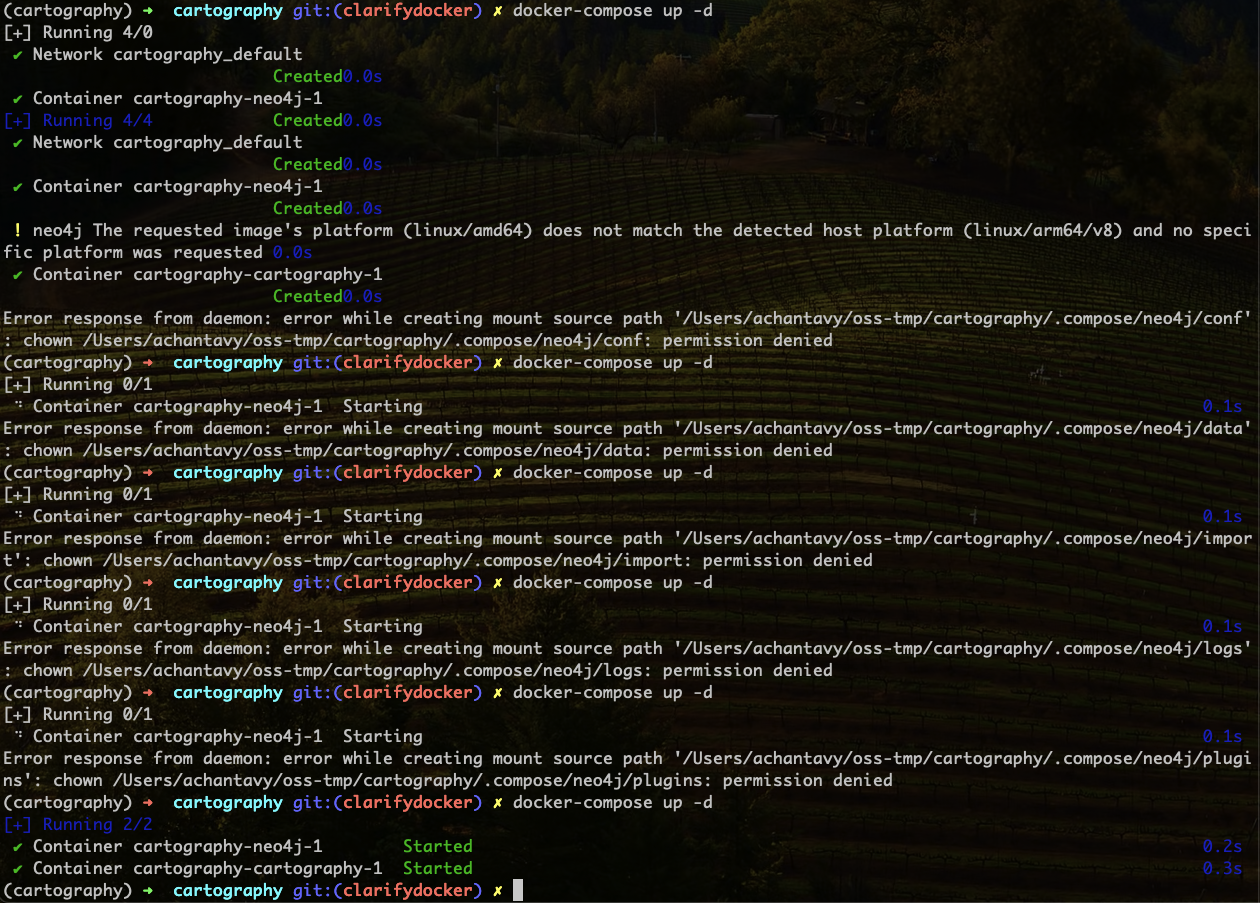 (cartography) ➜  cartography git:(clarifydocker) ✗ docker-compose up -d
[+] Running 4/0
 ✔ Network cartography_default
                           Created0.0s
 ✔ Container cartography-neo4j-1
[+] Running 4/4            Created0.0s
 ✔ Network cartography_default
                           Created0.0s
 ✔ Container cartography-neo4j-1
                           Created0.0s
 ! neo4j The requested image's platform (linux/amd64) does not match the detected host platform (linux/arm64/v8) and no speci
fic platform was requested 0.0s
 ✔ Container cartography-cartography-1
                           Created0.0s
Error response from daemon: error while creating mount source path '/Users/achantavy/oss-tmp/cartography/.compose/neo4j/conf'
: chown /Users/achantavy/oss-tmp/cartography/.compose/neo4j/conf: permission denied
(cartography) ➜  cartography git:(clarifydocker) ✗ docker-compose up -d
[+] Running 0/1
 ⠙ Container cartography-neo4j-1  Starting 0.1s
Error response from daemon: error while creating mount source path '/Users/achantavy/oss-tmp/cartography/.compose/neo4j/data'
: chown /Users/achantavy/oss-tmp/cartography/.compose/neo4j/data: permission denied
(cartography) ➜  cartography git:(clarifydocker) ✗ docker-compose up -d
[+] Running 0/1
 ⠙ Container cartography-neo4j-1  Starting 0.1s
Error response from daemon: error while creating mount source path '/Users/achantavy/oss-tmp/cartography/.compose/neo4j/impor
t': chown /Users/achantavy/oss-tmp/cartography/.compose/neo4j/import: permission denied
(cartography) ➜  cartography git:(clarifydocker) ✗ docker-compose up -d
[+] Running 0/1
 ⠙ Container cartography-neo4j-1  Starting 0.1s
Error response from daemon: error while creating mount source path '/Users/achantavy/oss-tmp/cartography/.compose/neo4j/logs'
: chown /Users/achantavy/oss-tmp/cartography/.compose/neo4j/logs: permission denied
(cartography) ➜  cartography git:(clarifydocker) ✗ docker-compose up -d
[+] Running 0/1
 ⠙ Container cartography-neo4j-1  Starting 0.1s
Error response from daemon: error while creating mount source path '/Users/achantavy/oss-tmp/cartography/.compose/neo4j/plugi
ns': chown /Users/achantavy/oss-tmp/cartography/.compose/neo4j/plugins: permission denied
(cartography) ➜  cartography git:(clarifydocker) ✗ docker-compose up -d
[+] Running 2/2
 ✔ Container cartography-neo4j-1        Started 0.2s
 ✔ Container cartography-cartography-1  Started 0.3s
(cartography) ➜  cartography git:(clarifydocker) ✗